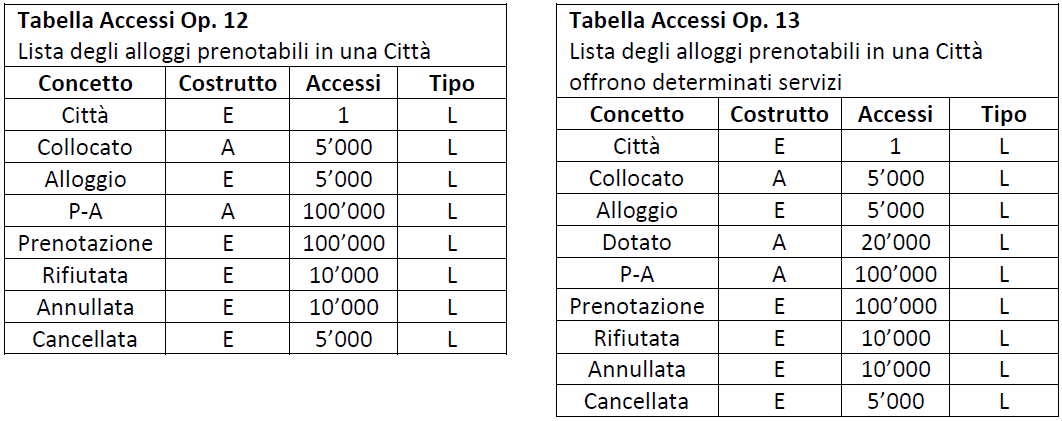 Tabella Accessi Op. 12
Lista degli alloggi prenotabili in una Città
Concetto Costrutto Accessi Tipo
Città E 1 L
Collocato A 5’000 L
Alloggio E 5’000 L
P-A A 100’000 L
Prenotazione E 100’000 L
Rifiutata E 10’000 L
Annullata E 10’000 L
Cancellata E 5’000 L
Tabella Accessi Op. 13
Lista degli alloggi prenotabili in una Città
offrono determinati servizi
Concetto Costrutto Accessi Tipo
Città E 1 L
Collocato A 5’000 L
Alloggio E 5’000 L
Dotato A 20’000 L
P-A A 100’000 L
Prenotazione E 100’000 L
Rifiutata E 10’000 L
Annullata E 10’000 L
Cancellata E 5’000 L